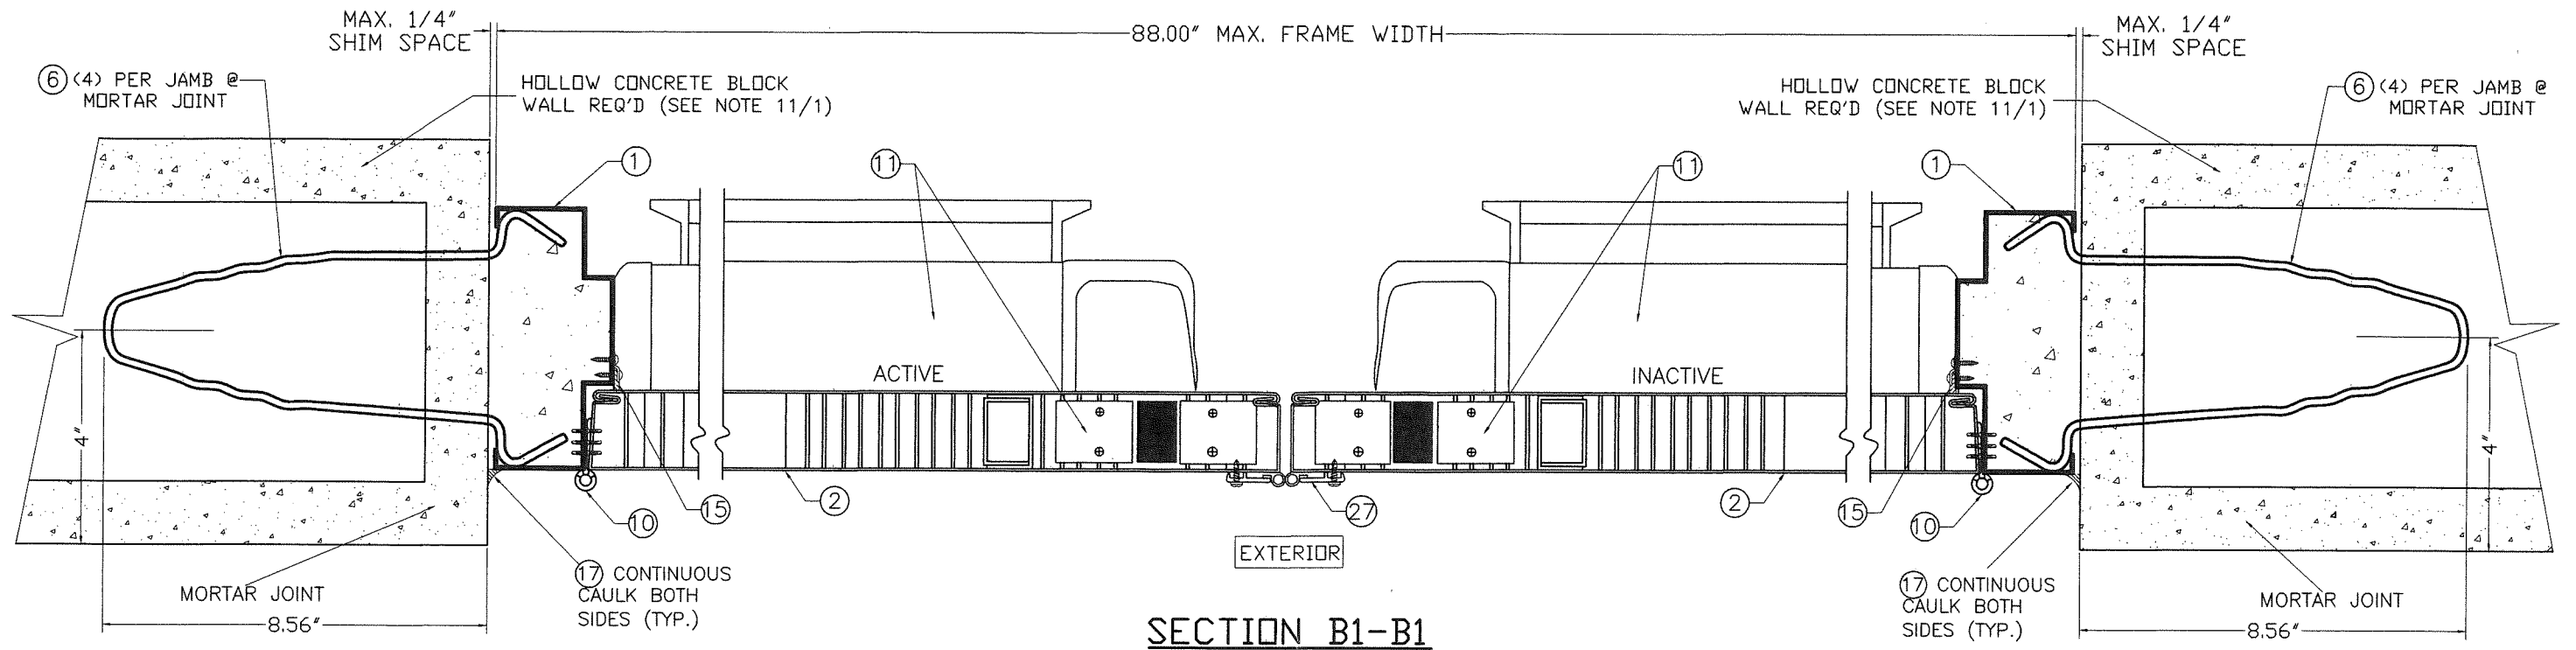 MAX. 1/4"
SHIM SPACE
88.00" MAX. FRAME WIDTH
MAX. 1/4"
SHIM SPACE
6 (4) PER JAMB @
MORTAR JOINT
HOLLOW CONCRETE BLOCK
WALL REQ'D (SEE NOTE 11/1)
HOLLOW CONCRETE BLOCK
WALL REQ'D (SEE NOTE 11/1)
6 (4) PER JAMB @
MORTAR JOINT
1
11
11
1
ACTIVE
INACTIVE
4"
4"
10
15
2
27
2
15
10
EXTERIOR
MORTAR JOINT
17 CONTINUOUS
CAULK BOTH
SIDES (TYP.)
17 CONTINUOUS
CAULK BOTH
SIDES (TYP.)
MORTAR JOINT
8.56"
8.56"
SECTION B1-B1